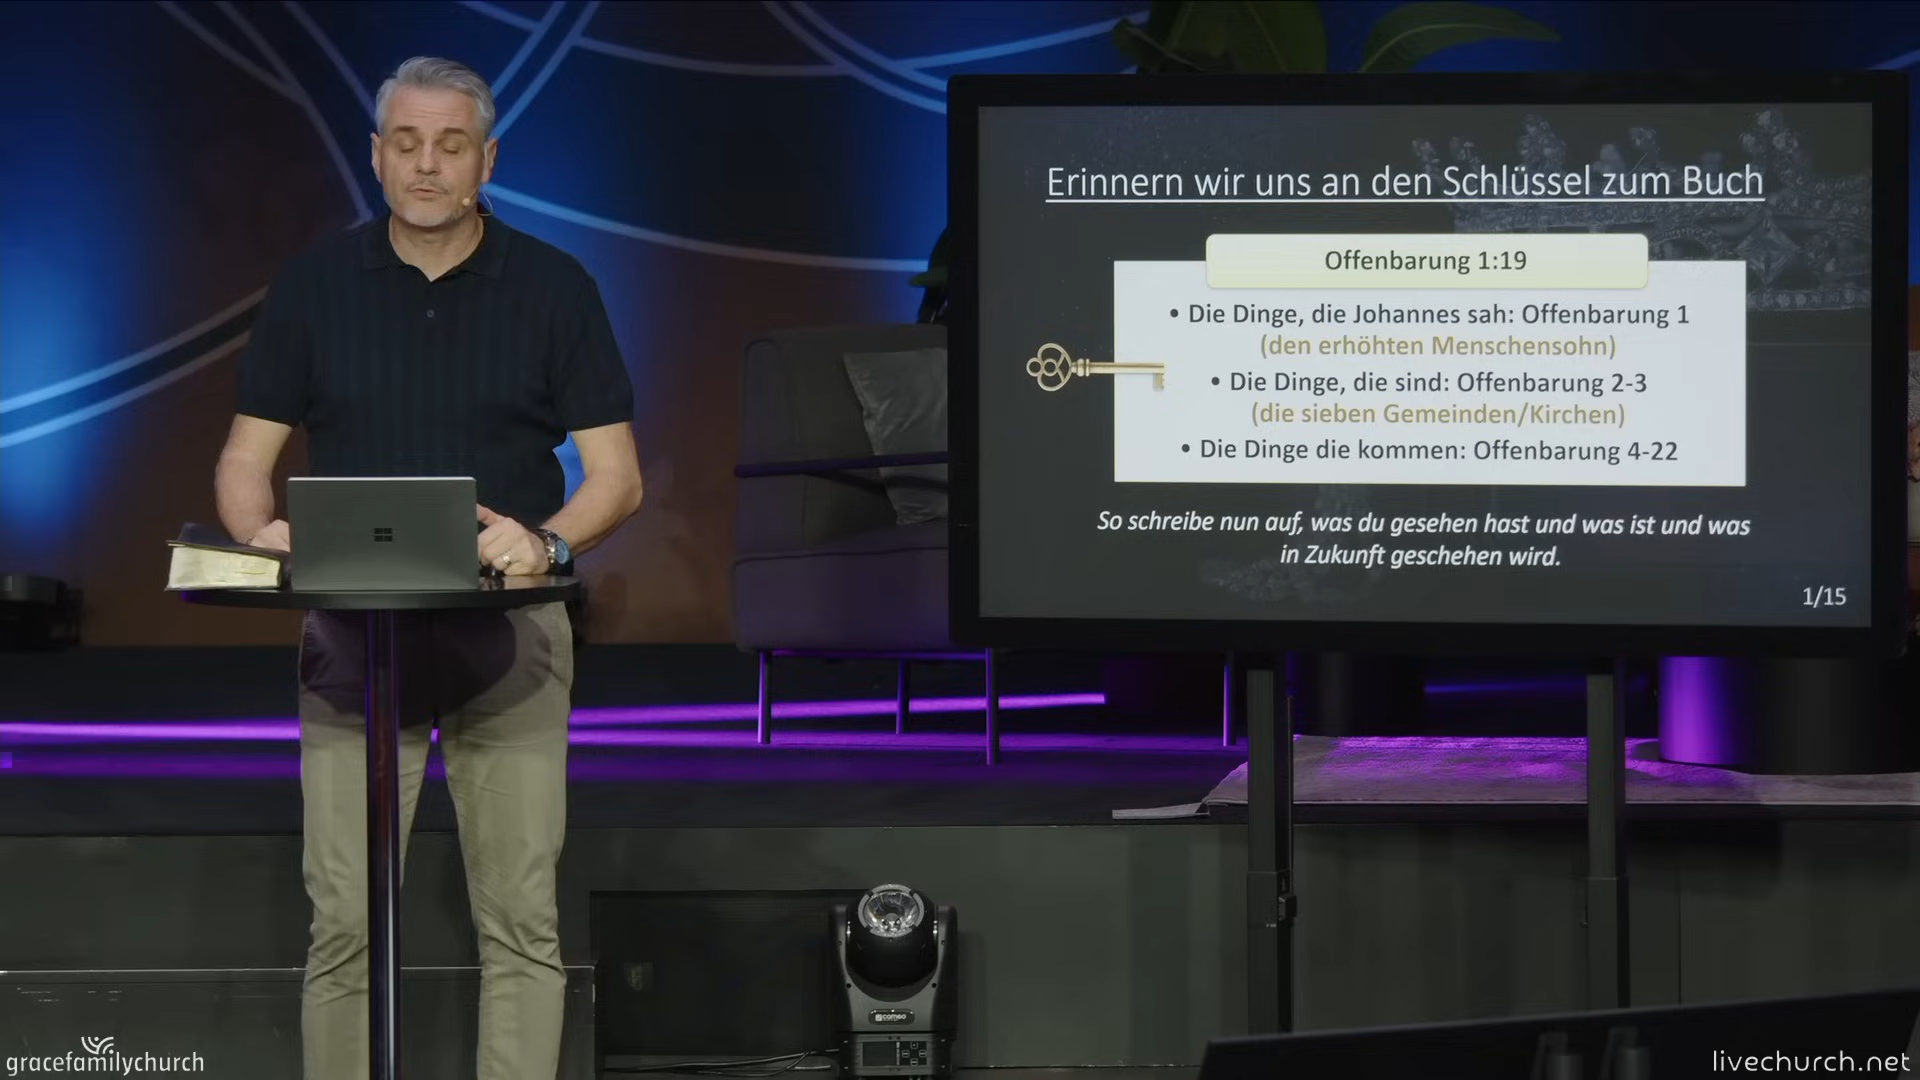 Erinnern wir uns an den Schlüssel zum Buch
Offenbarung 1:19
• Die Dinge, die Johannes sah: Offenbarung 1
(den erhöhten Menschensohn)
• Die Dinge, die sind: Offenbarung 2-3
(die sieben Gemeinden/Kirchen)
• Die Dinge die kommen: Offenbarung 4-22
So schreibe nun auf, was du gesehen hast und was ist und was
in Zukunft geschehen wird.
1/15
cameo
gracefamilychurch
livechurch.net